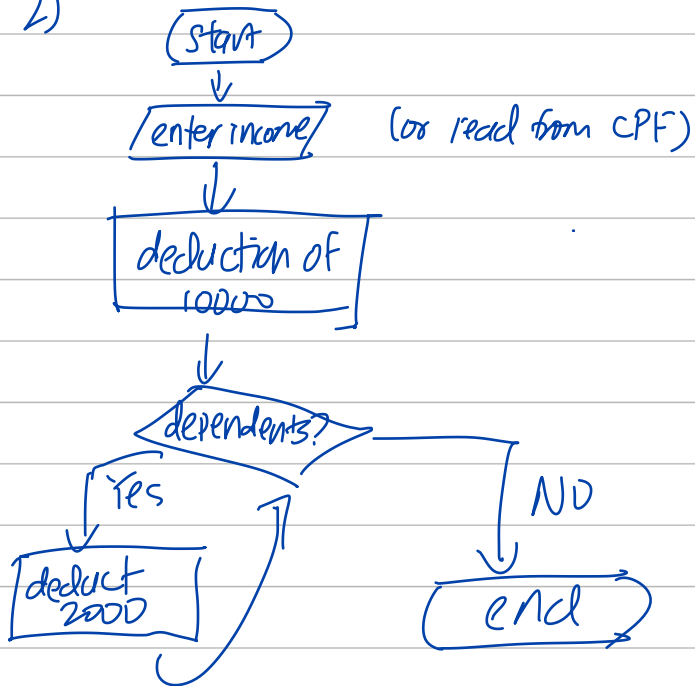 2)
start
enter income (or read from CPF)
deduction of
10000
dependents?
Yes
NO
deduct
2000
end